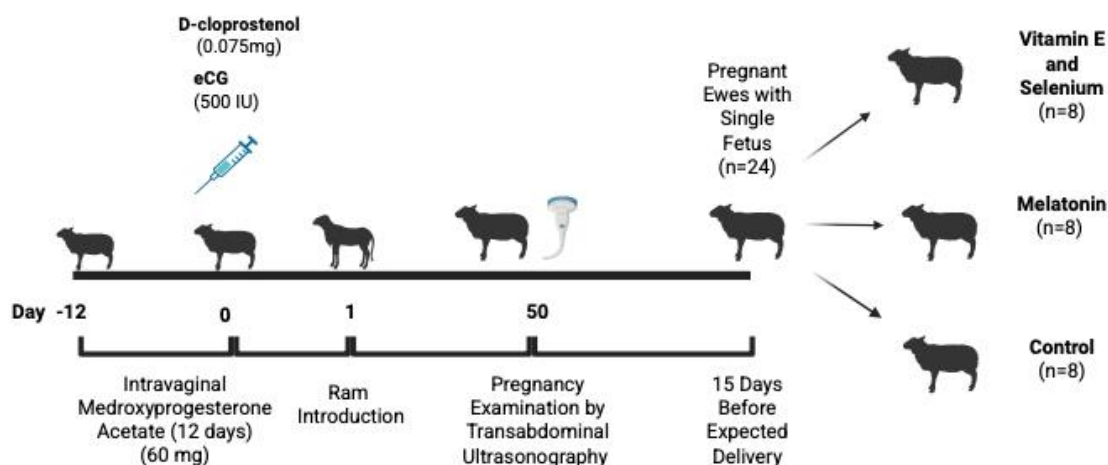 D-cloprostenol
(0.075mg)
eCG
(500 IU)
Pregnant
Ewes with
Single
Fetus
(n=24)
Vitamin E
and
Selenium
(n=8)
Melatonin
(n=8)
Control
(n=8)
Day -12 0 1 50
Intravaginal
Medroxyprogesterone
Acetate (12 days)
(60 mg)
Ram
Introduction
Pregnancy
Examination by
Transabdominal
Ultrasonography
15 Days
Before
Expected
Delivery